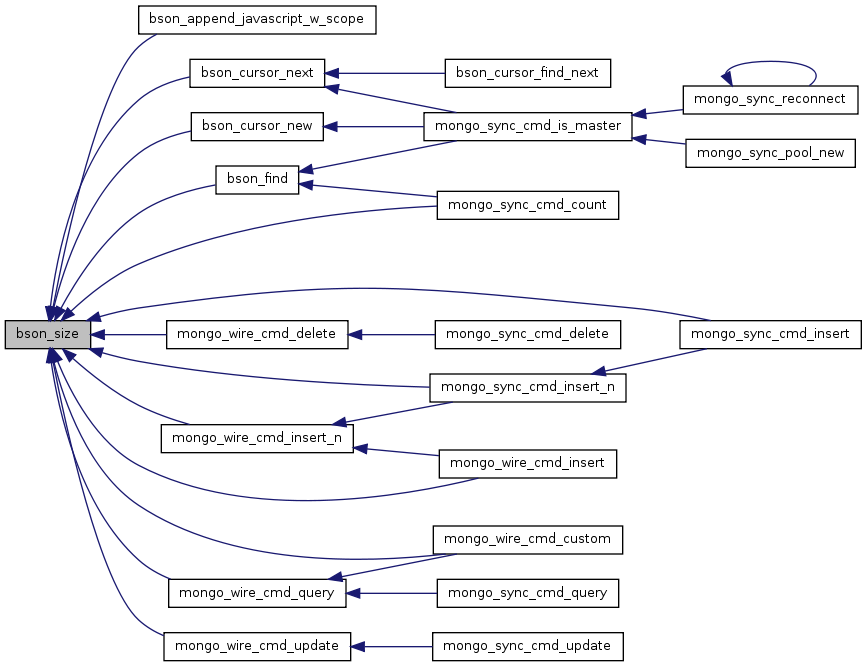 bson_append_javascript_w_scope
bson_cursor_next
bson_cursor_find_next
mongo_sync_reconnect
bson_cursor_new
mongo_sync_cmd_is_master
mongo_sync_pool_new
bson_find
mongo_sync_cmd_count
bson_size
mongo_wire_cmd_delete
mongo_sync_cmd_delete
mongo_sync_cmd_insert
mongo_sync_cmd_insert_n
mongo_wire_cmd_insert_n
mongo_wire_cmd_insert
mongo_wire_cmd_custom
mongo_wire_cmd_query
mongo_sync_cmd_query
mongo_wire_cmd_update
mongo_sync_cmd_update